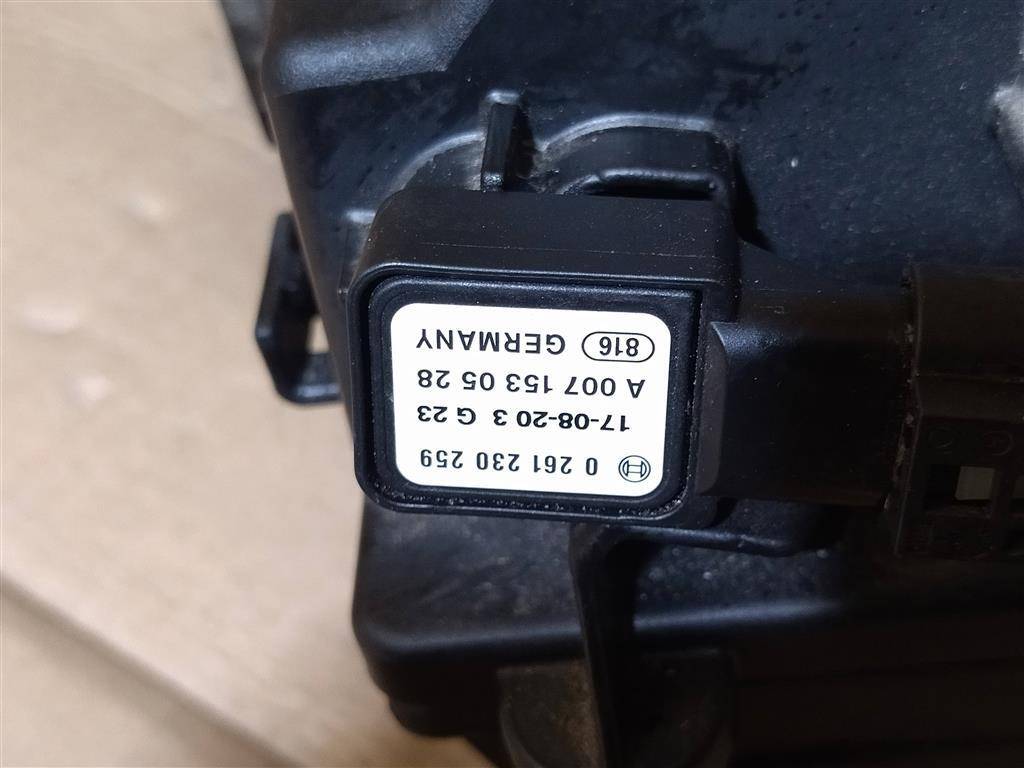 0 261 230 259
17-08-20 3 G 23
A 007 153 05 28
816 GERMANY